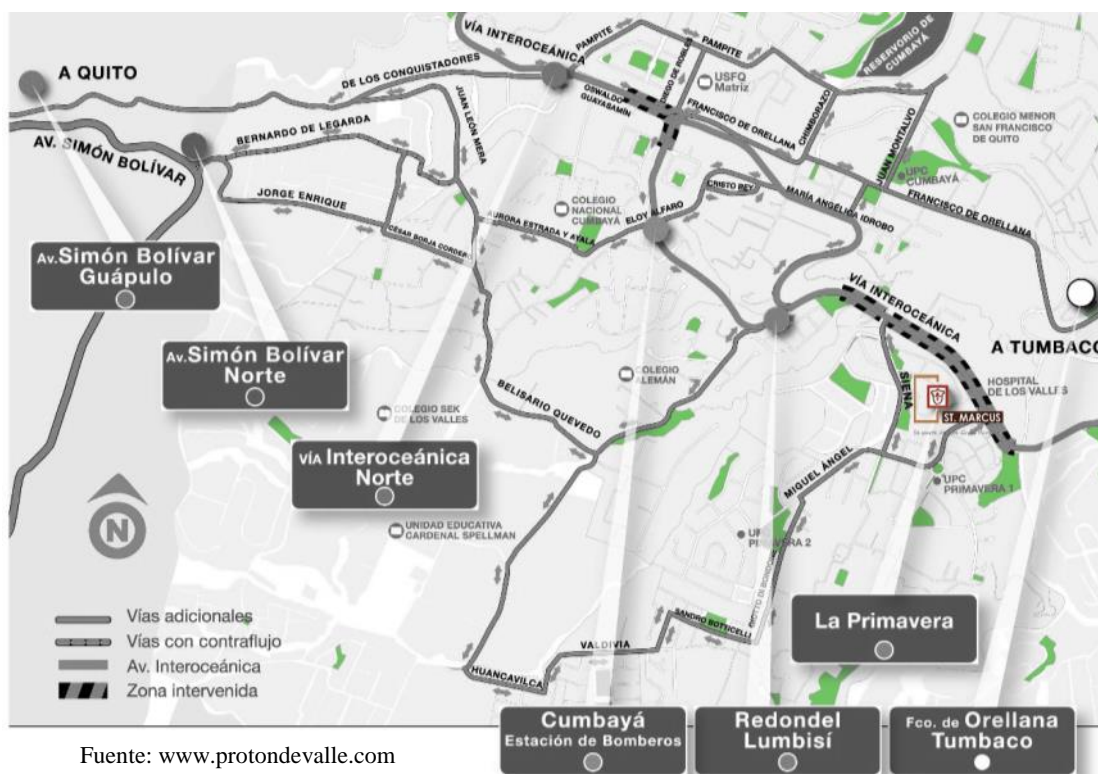 VÍA INTEROCEÁNICA
PAMPITE
PAMPITE
RESERVORIO DE
CUMBAYÁ
A QUITO
DE LOS CONQUISTADORES
DIEGO DE ROBLES
USFQ
Matriz
OSWALDO
GUAYASAMÍN
FRANCISCO DE ORELLANA
CHIMBORAZO
JUAN MONTALVO
COLEGIO MENOR
SAN FRANCISCO
DE QUITO
AV. SIMÓN BOLÍVAR
BERNARDO DE LEGARDA
JUAN LEÓN MERA
UPC
CUMBAYÁ
JORGE ENRIQUE
COLEGIO
NACIONAL
CUMBAYÁ
CRISTO REY
MARÍA ANGÉLICA IDROBO
FRANCISCO DE ORELLANA
ELOY ALFARO
AURORA ESTRADA Y AYALA
CÉSAR BORJA CORDER
Av.Simón Bolívar
Guápulo
VÍA INTEROCEÁNICA
A TUMBACO
Av.Simón Bolívar
Norte
COLEGIO
ALEMÁN
SIENA
HOSPITAL
DE LOS VALLES
ST. MARCUS
BELISARIO QUEVEDO
COLEGIO SEK
DE LOS VALLES
VÍA Interoceánica
Norte
MIGUEL ÁNGEL
UPC
PRIMAVERA 1
UNIDAD EDUCATIVA
CARDENAL SPELLMAN
PRIMAVERA 2
N
Vías adicionales
Vías con contraflujo
Av. Interoceánica
Zona intervenida
SANDRO BOTTICELLI
VALDIVIA
HUANCAVILCA
La Primavera
Cumbayá
Estación de Bomberos
Redondel
Lumbisí
Fco. de Orellana
Tumbaco
Fuente: www.protondevalle.com